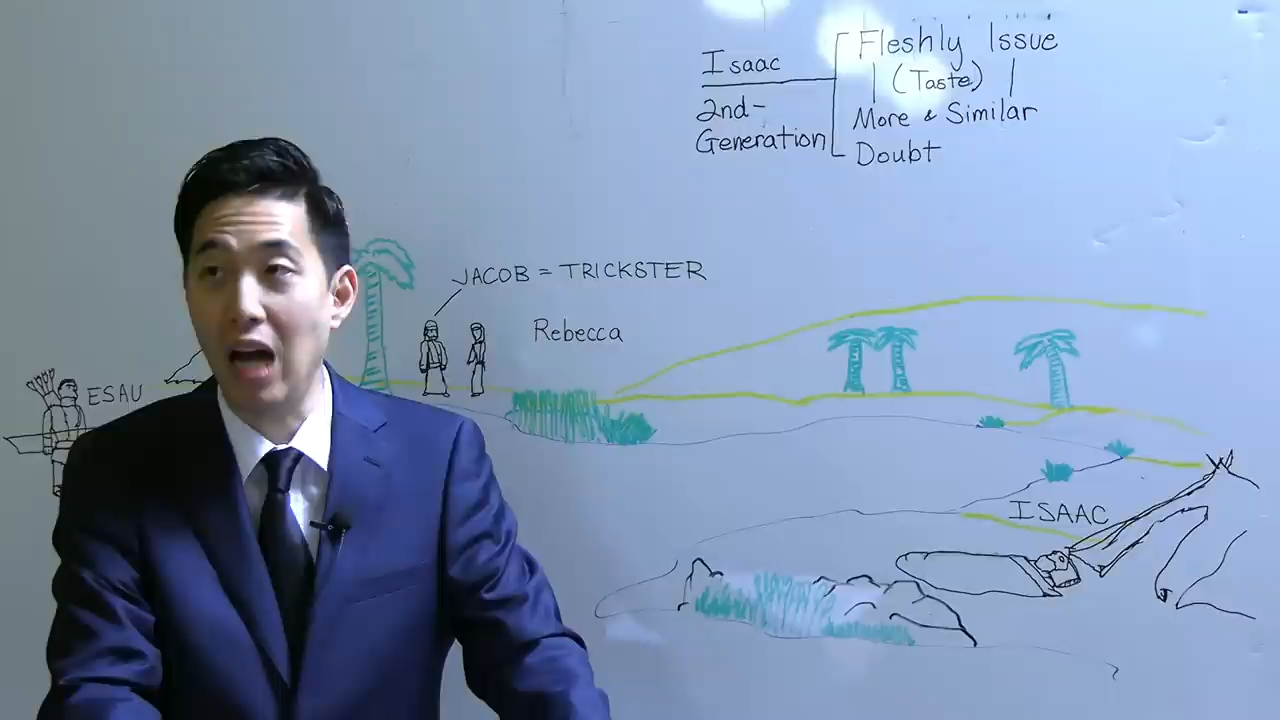 Isaac
2nd-
Generation
Fleshly Issue
(Taste)
More & Similar
Doubt
JACOB = TRICKSTER
Rebecca
ESAU
ISAAC